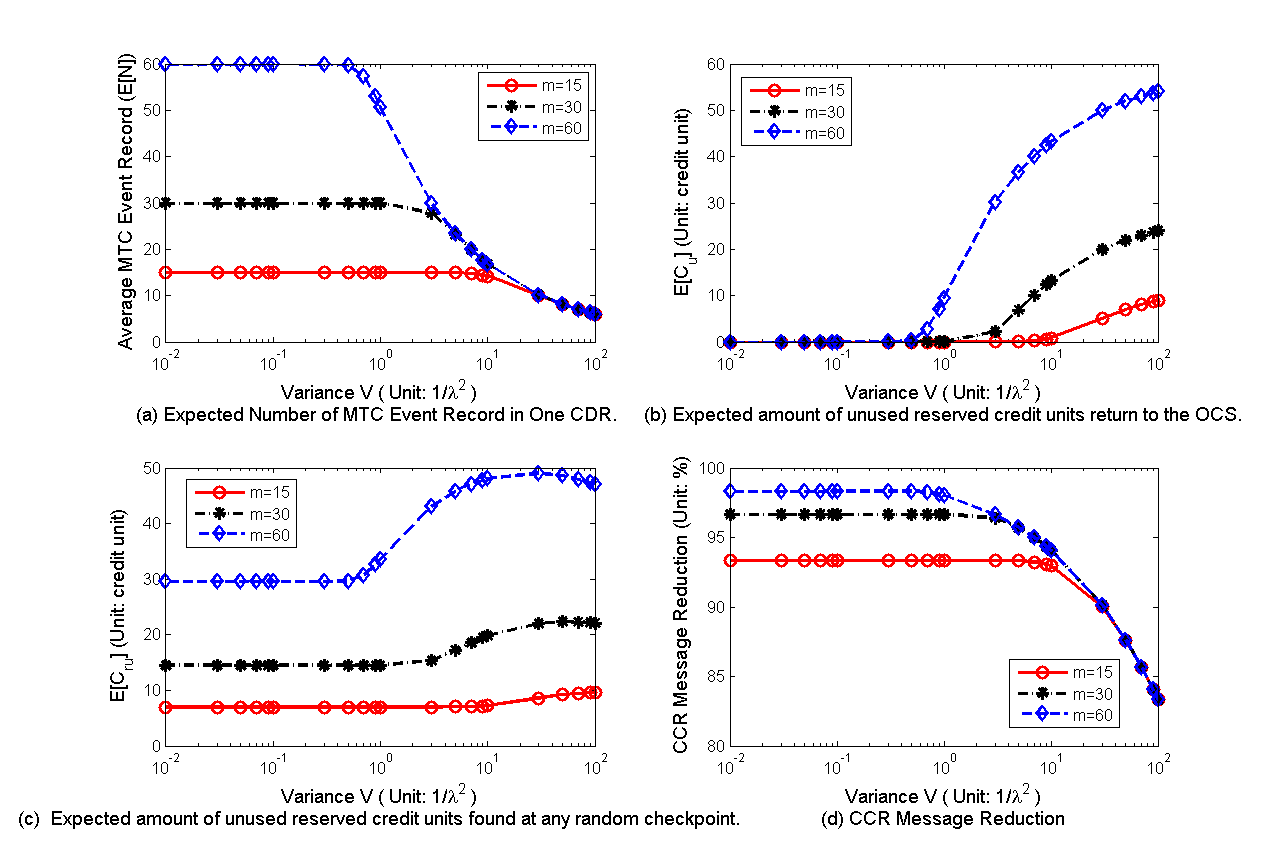 Average MTC Event Record (E[N])
60
50
40
30
20
10
0
m=15
m=30
m=60
10^-2
10^-1
10^0
10^1
10^2
Variance V ( Unit: 1/λ^2 )
(a) Expected Number of MTC Event Record in One CDR.
E[C_u] (Unit: credit unit)
60
50
40
30
20
10
0
m=15
m=30
m=60
10^-2
10^-1
10^0
10^1
10^2
Variance V ( Unit: 1/λ^2 )
(b) Expected amount of unused reserved credit units return to the OCS.
E[C_ru] (Unit: credit unit)
50
40
30
20
10
0
m=15
m=30
m=60
10^-2
10^-1
10^0
10^1
10^2
Variance V ( Unit: 1/λ^2 )
(c) Expected amount of unused reserved credit units found at any random checkpoint.
CCR Message Reduction (Unit: %)
100
95
90
85
80
m=15
m=30
m=60
10^-2
10^-1
10^0
10^1
10^2
Variance V ( Unit: 1/λ^2 )
(d) CCR Message Reduction